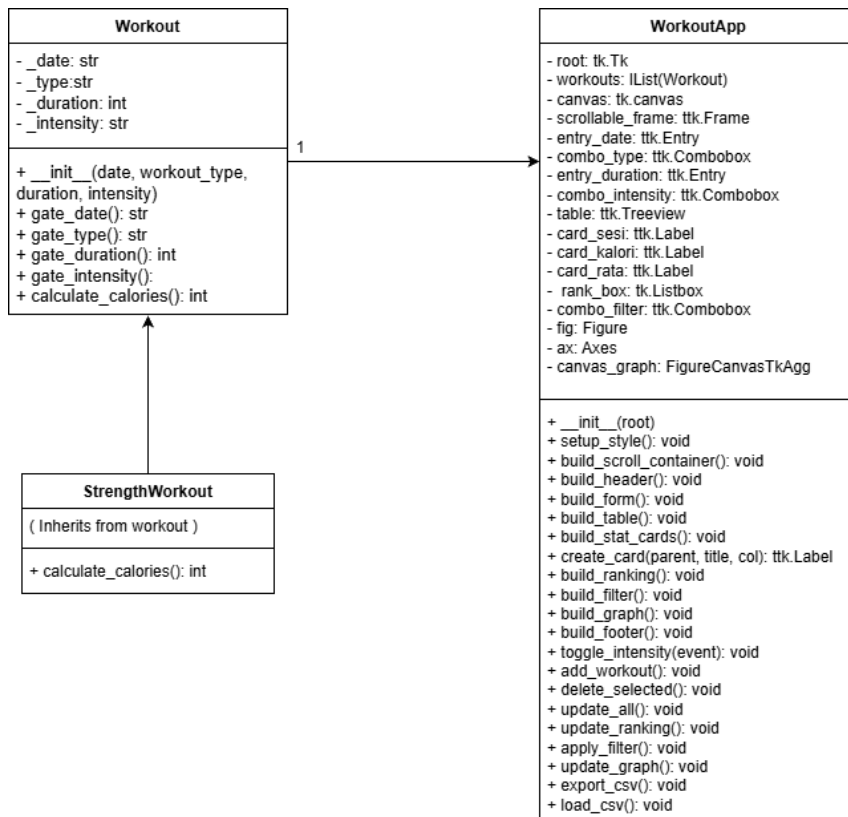 Workout
- _date: str
- _type:str
- _duration: int
- _intensity: str
+ __init__(date, workout_type,
duration, intensity)
+ gate_date(): str
+ gate_type(): str
+ gate_duration(): int
+ gate_intensity():
+ calculate_calories(): int
1
StrengthWorkout
( Inherits from workout )
+ calculate_calories(): int
WorkoutApp
- root: tk.Tk
- workouts: lList(Workout)
- canvas: tk.canvas
- scrollable_frame: ttk.Frame
- entry_date: ttk.Entry
- combo_type: ttk.Combobox
- entry_duration: ttk.Entry
- combo_intensity: ttk.Combobox
- table: ttk.Treeview
- card_sesi: ttk.Label
- card_kalori: ttk.Label
- card_rata: ttk.Label
- rank_box: tk.Listbox
- combo_filter: ttk.Combobox
- fig: Figure
- ax: Axes
- canvas_graph: FigureCanvasTkAgg
+ __init__(root)
+ setup_style(): void
+ build_scroll_container(): void
+ build_header(): void
+ build_form(): void
+ build_table(): void
+ build_stat_cards(): void
+ create_card(parent, title, col): ttk.Label
+ build_ranking(): void
+ build_filter(): void
+ build_graph(): void
+ build_footer(): void
+ toggle_intensity(event): void
+ add_workout(): void
+ delete_selected(): void
+ update_all(): void
+ update_ranking(): void
+ apply_filter(): void
+ update_graph(): void
+ export_csv(): void
+ load_csv(): void